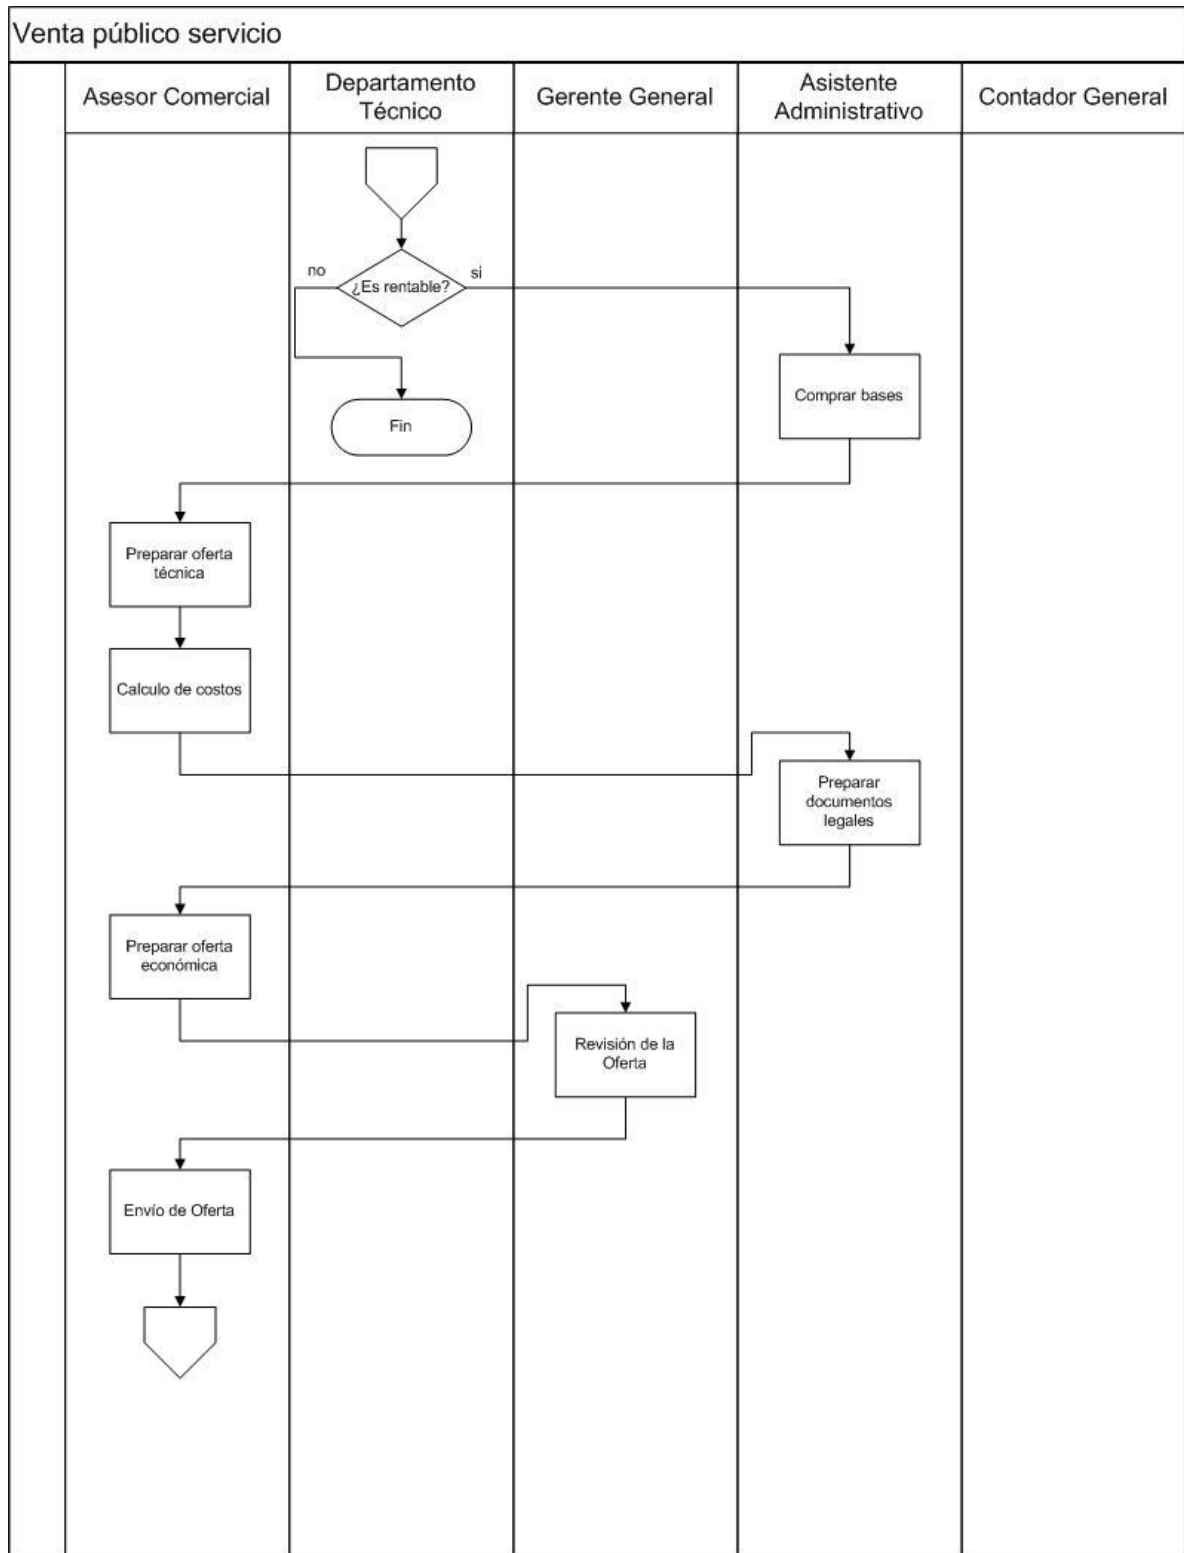 Venta público servicio
Asesor Comercial
Departamento
Técnico
Gerente General
Asistente
Administrativo
Contador General
no
¿Es rentable?
si
Comprar bases
Fin
Preparar oferta
técnica
Calculo de costos
Preparar
documentos
legales
Preparar oferta
económica
Revisión de la
Oferta
Envío de Oferta